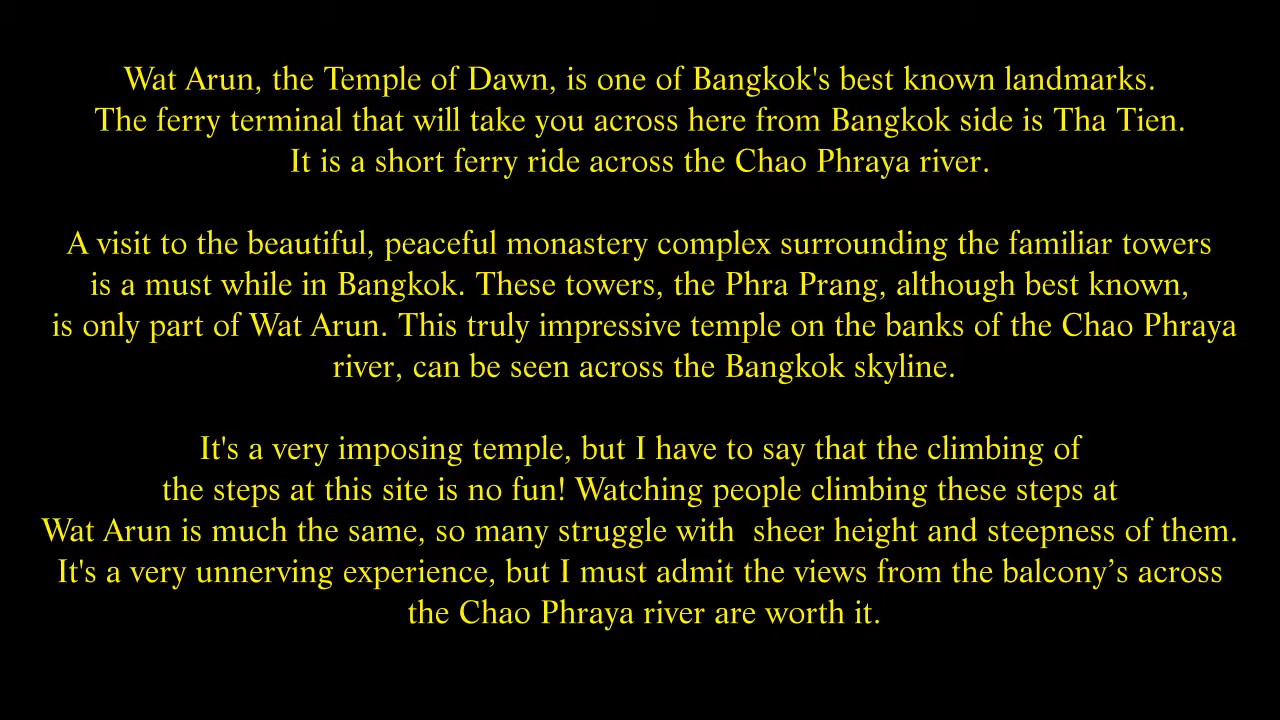 Wat Arun, the Temple of Dawn, is one of Bangkok's best known landmarks.
The ferry terminal that will take you across here from Bangkok side is Tha Tien.
It is a short ferry ride across the Chao Phraya river.
A visit to the beautiful, peaceful monastery complex surrounding the familiar towers
is a must while in Bangkok. These towers, the Phra Prang, although best known,
is only part of Wat Arun. This truly impressive temple on the banks of the Chao Phraya
river, can be seen across the Bangkok skyline.
It's a very imposing temple, but I have to say that the climbing of
the steps at this site is no fun! Watching people climbing these steps at
Wat Arun is much the same, so many struggle with  sheer height and steepness of them.
It's a very unnerving experience, but I must admit the views from the balcony’s across
the Chao Phraya river are worth it.